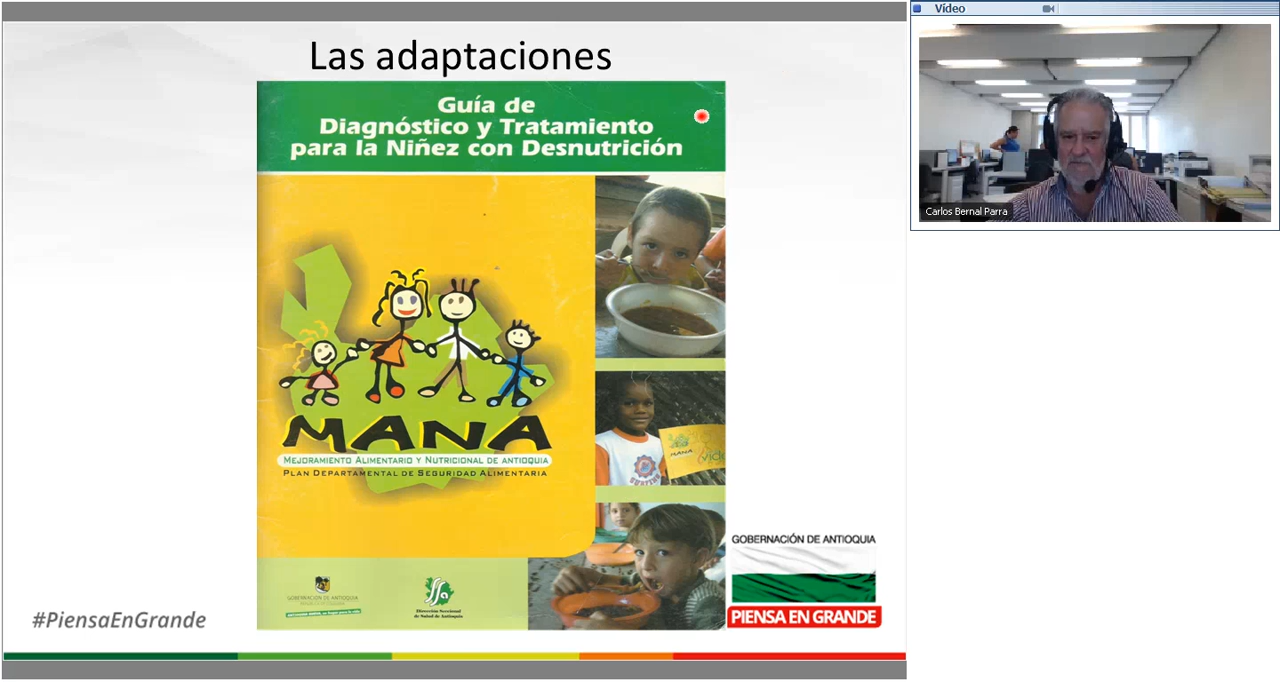 Vídeo
Las adaptaciones
Guía de
Diagnóstico y Tratamiento
para la Niñez con Desnutrición
Carlos Bernal Parra
MANA
vida
MANA
MEJORAMIENTO ALIMENTARIO Y NUTRICIONAL DE ANTIOQUIA
PLAN DEPARTAMENTAL DE SEGURIDAD ALIMENTARIA
GOBERNACIÓN DE ANTIOQUIA
GOBERNACIÓN DE ANTIOQUIA
Dirección Seccional
de Salud de Antioquia
PIENSA EN GRANDE
#PiensaEnGrande